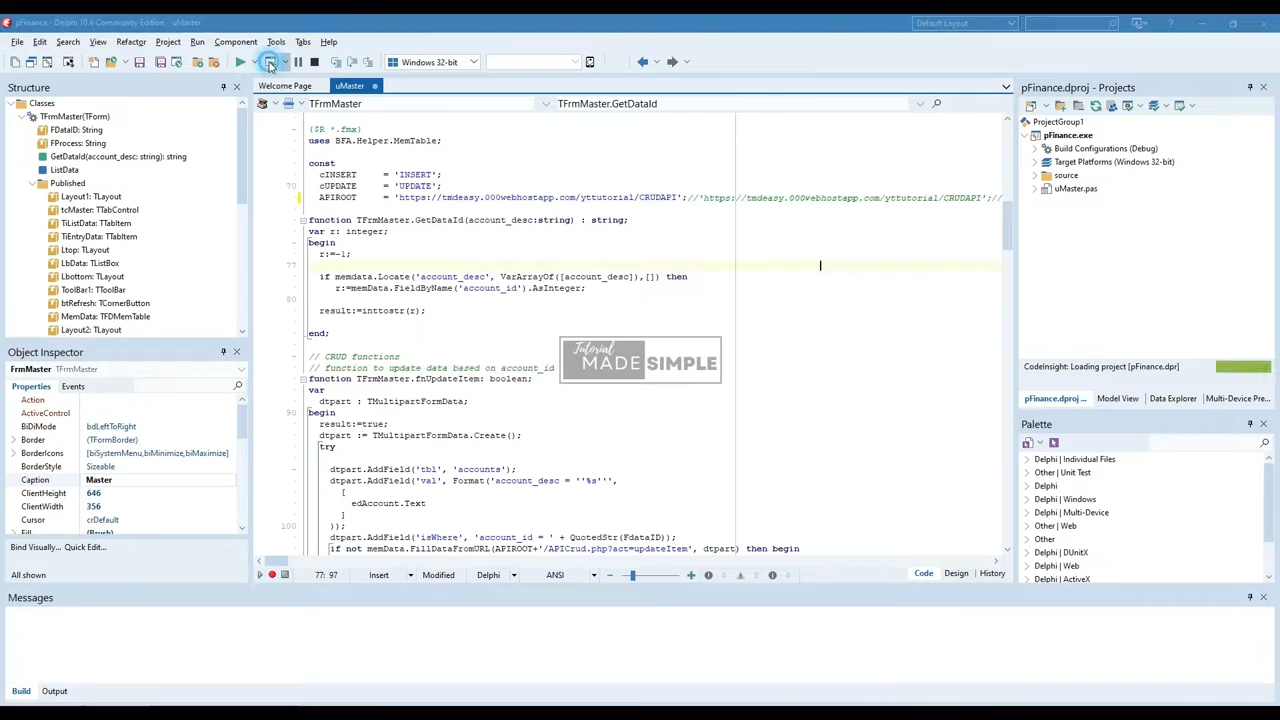 pFinance - Delphi 10.4 Community Edition - uMaster
Default Layout
File Edit Search View Refactor Project Run Component Tools Tabs Help
Windows 32-bit
Structure
Classes
TFrmMaster(TForm)
FDataID: String
FProcess: String
GetDataId(account_desc: string): string
ListData
Published
Layout1: TLayout
tcMaster: TTabControl
TiListData: TTabItem
TiEntryData: TTabItem
Ltop: TLayout
LbData: TListBox
Lbottom: TLayout
ToolBar1: TToolBar
btRefresh: TCornerButton
MemData: TFDMemTable
Layout2: TLayout
Object Inspector
FrmMaster TFrmMaster
Properties Events
Action
ActiveControl
BiDiMode bdLeftToRight
Border (TFormBorder)
BorderIcons [biSystemMenu,biMinimize,biMaximize]
BorderStyle Sizeable
Caption Master
ClientHeight 646
ClientWidth 356
Cursor crDefault
Fill (Brush)
Bind Visually... Quick Edit...
All shown
Welcome Page uMaster
TFrmMaster TFrmMaster.GetDataId
{$R *.fmx}
uses BFA.Helper.MemTable;
const
cINSERT = 'INSERT';
70 cUPDATE = 'UPDATE';
APIROOT = 'https://tmdeasy.000webhostapp.com/yttutorial/CRUDAPI';//'https://tmdeasy.000webhostapp.com/yttutorial/CRUDAPI';//
function TFrmMaster.GetDataId(account_desc:string) : string;
var r: integer;
begin
r:=-1;
77
if memdata.Locate('account_desc', VarArrayOf([account_desc]),[]) then
r:=memData.FieldByName('account_id').AsInteger;
80
result:=inttostr(r);
end;
// CRUD functions
// function to update data based on account_id
function TFrmMaster.fnUpdateItem: boolean;
var
dtpart : TMultipartFormData;
90 begin
result:=true;
dtpart := TMultipartFormData.Create();
try
dtpart.AddField('tbl', 'accounts');
dtpart.AddField('val', Format('account_desc = ''%s''',
[
edAccount.Text
]
100 ));
dtpart.AddField('isWhere', 'account_id = ' + QuotedStr(FdataID));
if not memData.FillDataFromURL(APIROOT+'/APICrud.php?act=updateItem', dtpart) then begin
Tutorial
MADE SIMPLE
77: 97 Insert Modified Delphi ANSI Code Design History
pFinance.dproj - Projects
ProjectGroup1
pFinance.exe
Build Configurations (Debug)
Target Platforms (Windows 32-bit)
source
uMaster.pas
CodeInsight: Loading project [pFinance.dpr]
pFinance.dproj ... Model View Data Explorer Multi-Device Pre...
Palette
Delphi | Individual Files
Other | Unit Test
Delphi
Delphi | Windows
Delphi | Multi-Device
Other | Web
Other
Delphi | DUnitX
Delphi | Web
Delphi | ActiveX
Messages
Build Output